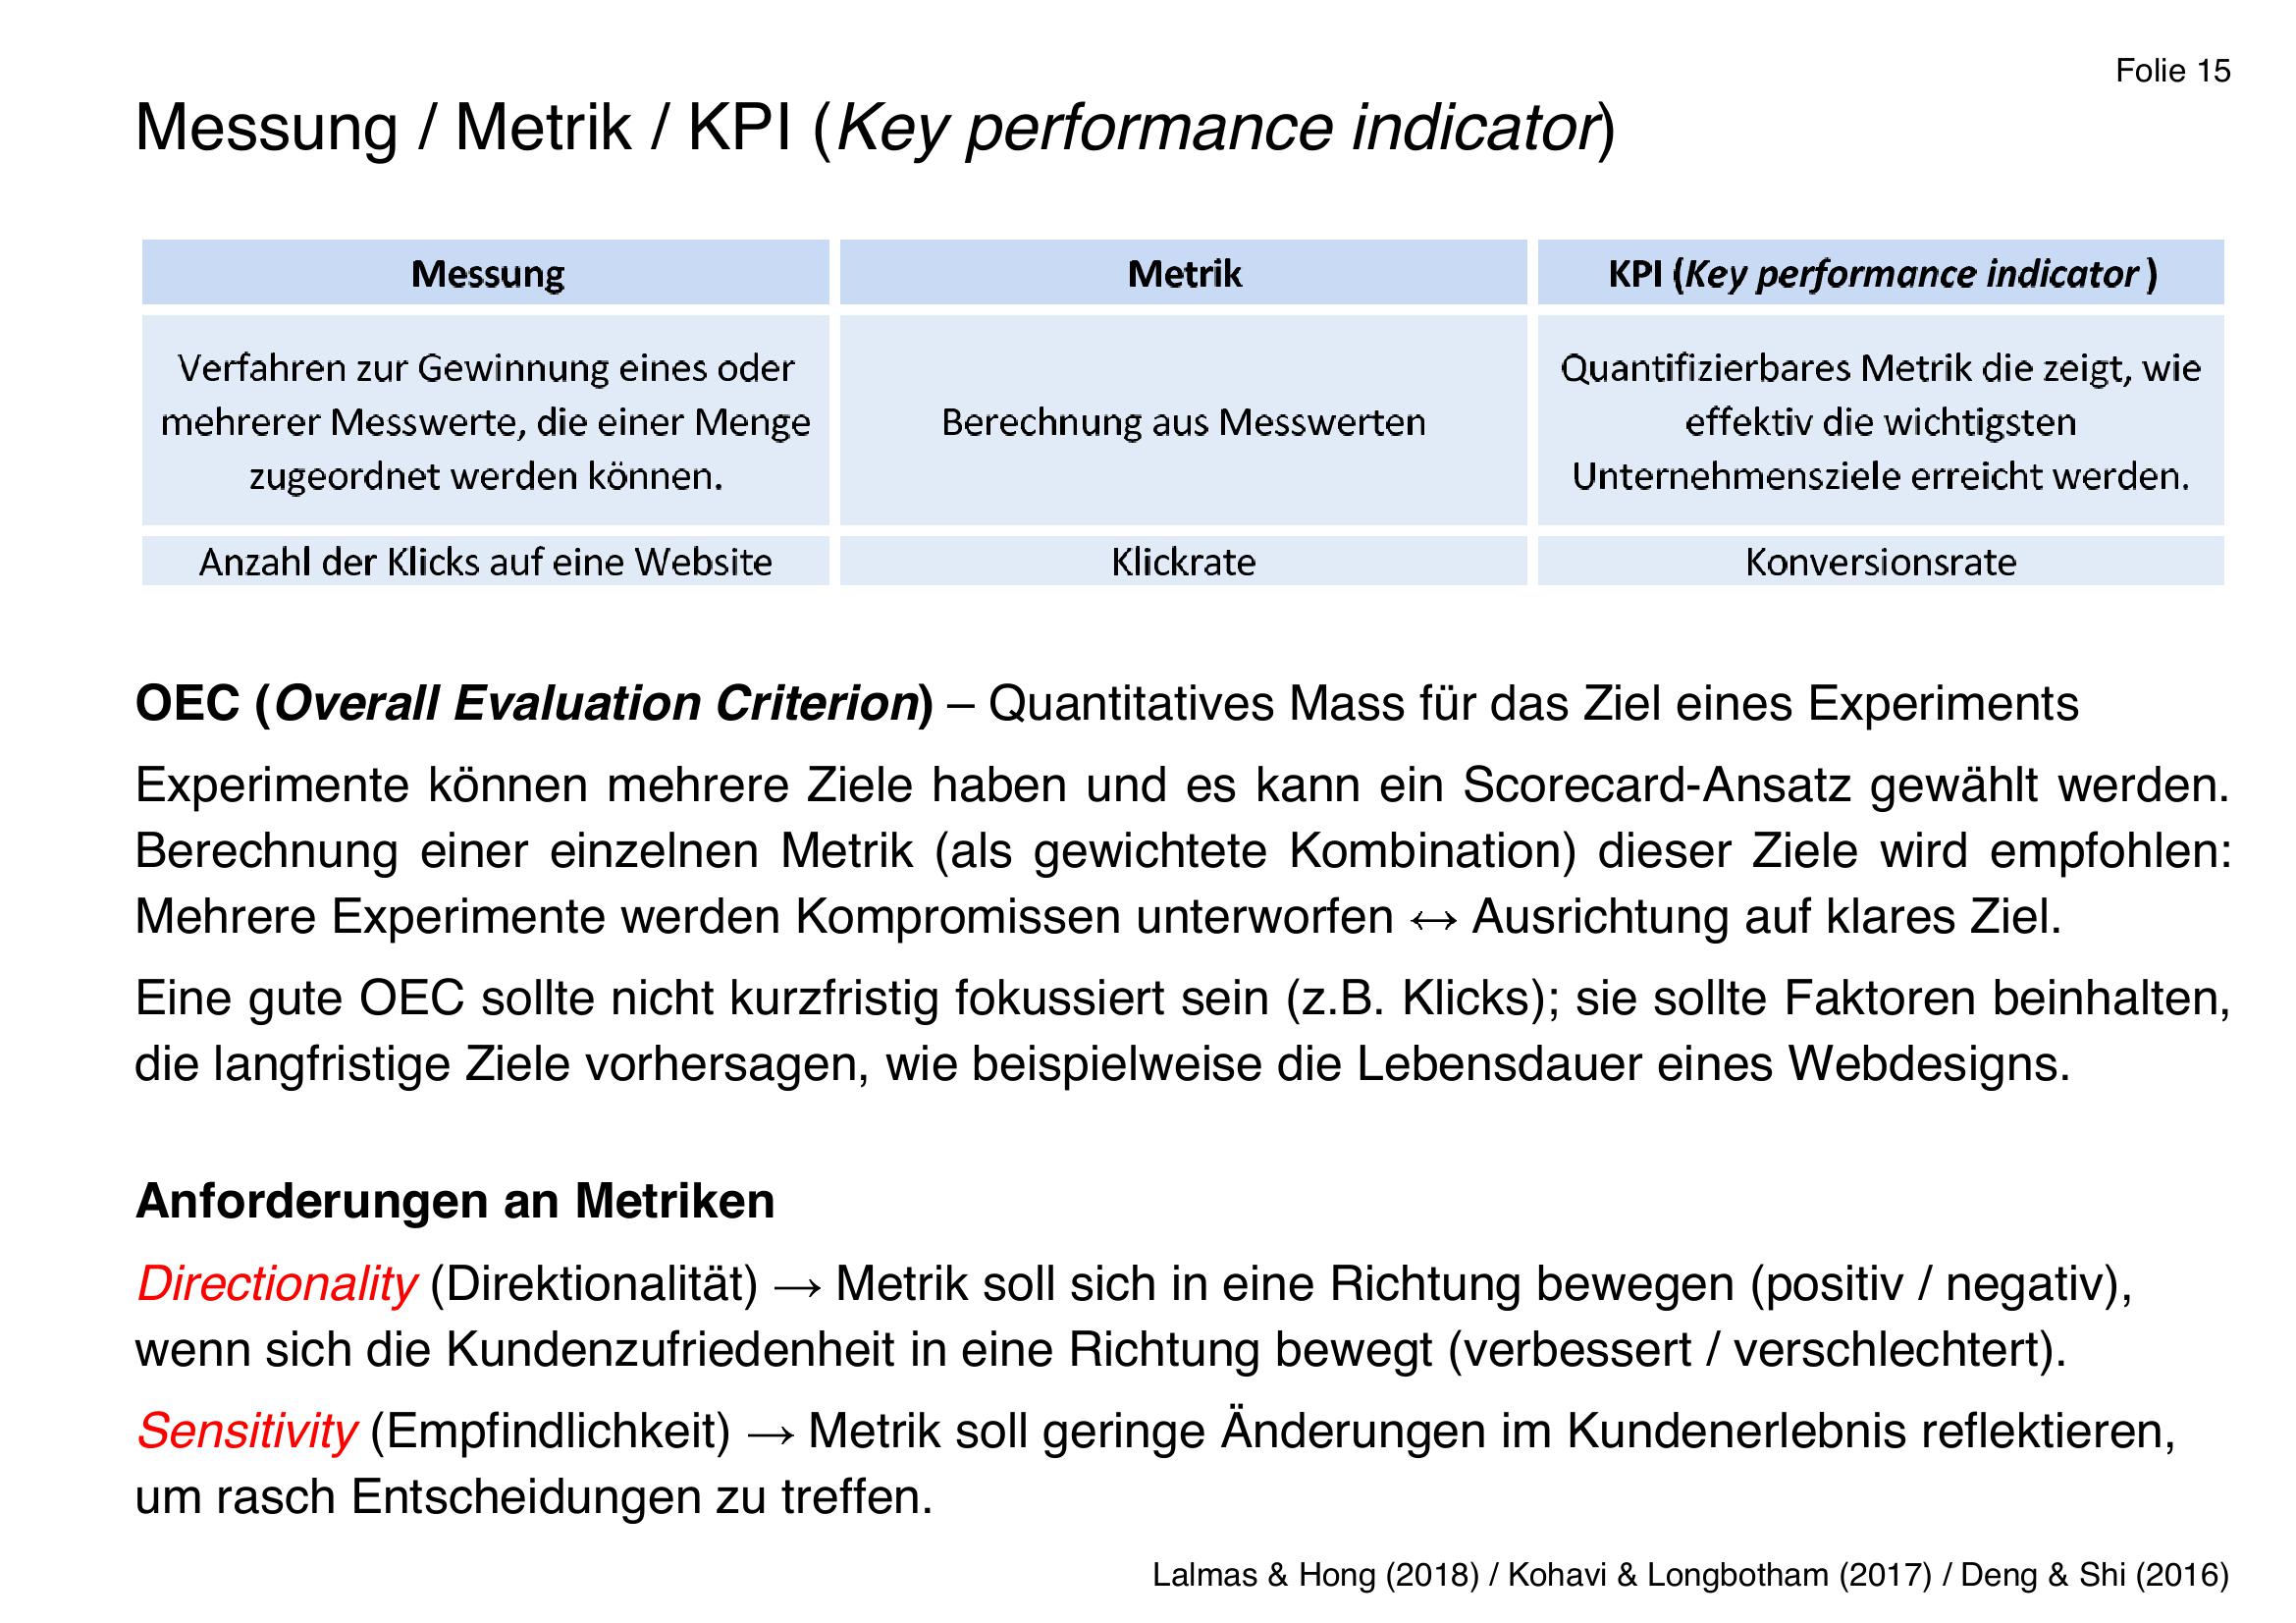 Folie 15
Messung / Metrik / KPI (Key performance indicator)
Messung
Metrik
KPI (Key performance indicator )
Verfahren zur Gewinnung eines oder
mehrerer Messwerte, die einer Menge
zugeordnet werden können.
Berechnung aus Messwerten
Quantifizierbares Metrik die zeigt, wie
effektiv die wichtigsten
Unternehmensziele erreicht werden.
Anzahl der Klicks auf eine Website
Klickrate
Konversionsrate
OEC (Overall Evaluation Criterion) – Quantitatives Mass für das Ziel eines Experiments
Experimente können mehrere Ziele haben und es kann ein Scorecard-Ansatz gewählt werden.
Berechnung einer einzelnen Metrik (als gewichtete Kombination) dieser Ziele wird empfohlen:
Mehrere Experimente werden Kompromissen unterworfen ↔ Ausrichtung auf klares Ziel.
Eine gute OEC sollte nicht kurzfristig fokussiert sein (z.B. Klicks); sie sollte Faktoren beinhalten,
die langfristige Ziele vorhersagen, wie beispielweise die Lebensdauer eines Webdesigns.
Anforderungen an Metriken
Directionality (Direktionalität) → Metrik soll sich in eine Richtung bewegen (positiv / negativ),
wenn sich die Kundenzufriedenheit in eine Richtung bewegt (verbessert / verschlechtert).
Sensitivity (Empfindlichkeit) → Metrik soll geringe Änderungen im Kundenerlebnis reflektieren,
um rasch Entscheidungen zu treffen.
Lalmas & Hong (2018) / Kohavi & Longbotham (2017) / Deng & Shi (2016)